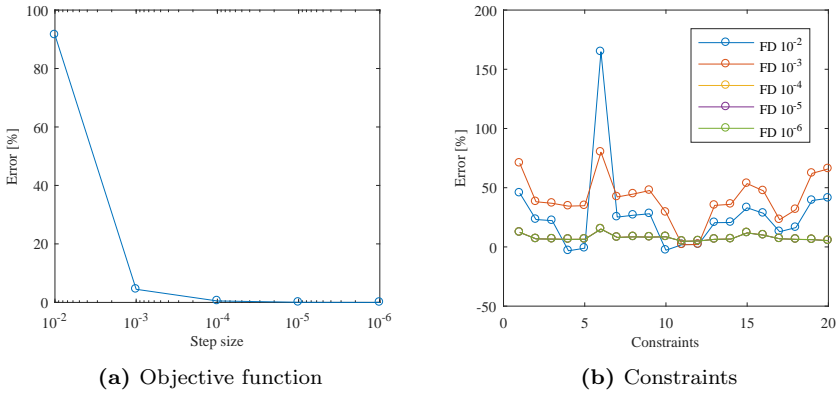 100
80
60
40
20
0
Error [%]
10-2
10-3
10-4
10-5
10-6
Step size
(a) Objective function
200
150
100
50
0
-50
Error [%]
FD 10-2
FD 10-3
FD 10-4
FD 10-5
FD 10-6
0 5 10 15 20
Constraints
(b) Constraints